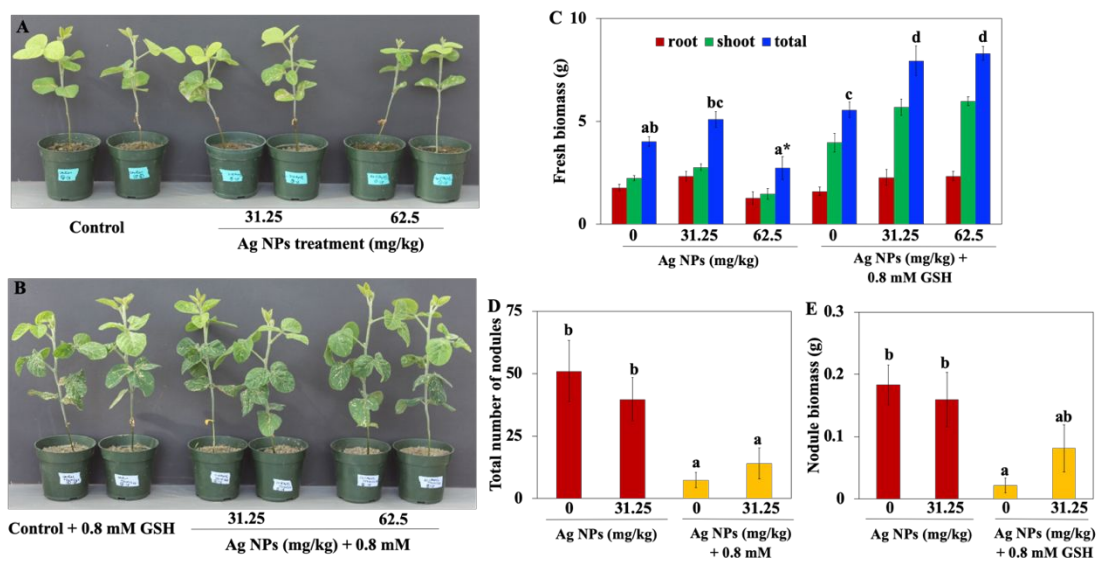 A
31.25
62.5
Control
Ag NPs treatment (mg/kg)
B
31.25
62.5
Control + 0.8 mM GSH
Ag NPs (mg/kg) + 0.8 mM
C
root shoot total
Fresh biomass (g)
10
5
0
ab
bc
a*
c
d
d
0 31.25 62.5 0 31.25 62.5
Ag NPs (mg/kg)
Ag NPs (mg/kg) +
0.8 mM GSH
D
Total number of nodules
75
50
25
0
b
b
a
a
0 31.25 0 31.25
Ag NPs (mg/kg)
Ag NPs (mg/kg)
+ 0.8 mM
E
Nodule biomass (g)
0.3
0.2
0.1
0
b
b
a
ab
0 31.25 0 31.25
Ag NPs (mg/kg)
Ag NPs (mg/kg)
+ 0.8 mM GSH